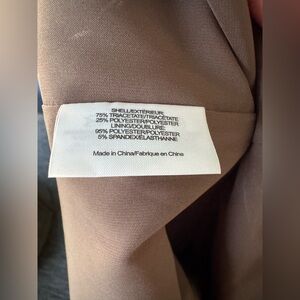 SHELL/EXTÉRIEUR:
75% TRIACETATE/TRIACÉTATE
25% POLYESTER/POLYESTER
LINING/DOUBLURE:
95% POLYESTER/POLYESTER
5% SPANDEX/ÉLASTHANNE
Made in China/Fabriqué en China